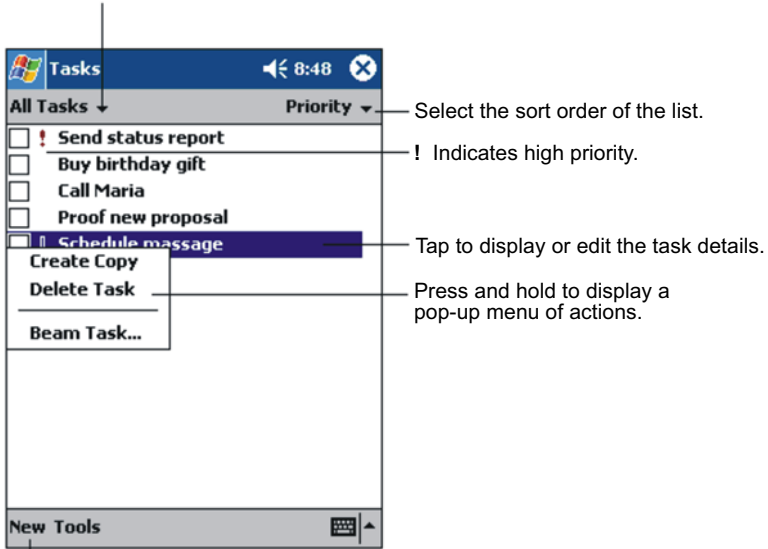 Tasks 8:48
All Tasks Priority
Select the sort order of the list.
! Send status report
! Indicates high priority.
Buy birthday gift
Call Maria
Proof new proposal
Schedule massage
Tap to display or edit the task details.
Create Copy
Delete Task
Beam Task...
Press and hold to display a
pop-up menu of actions.
New Tools